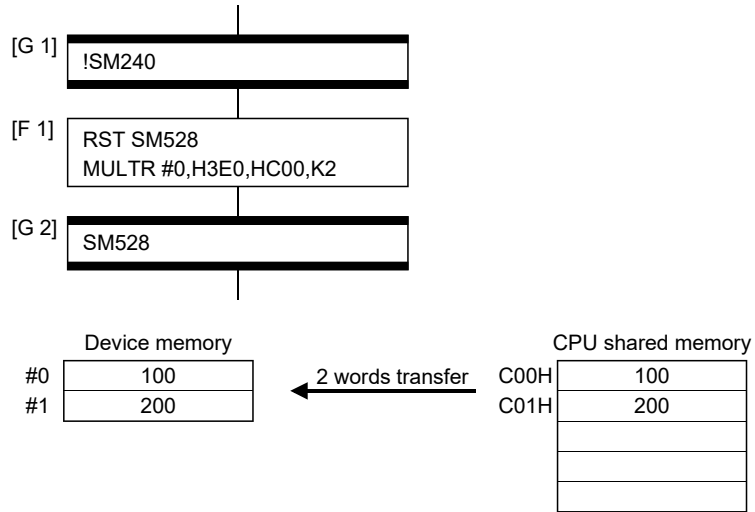 [G 1]
!SM240
[F 1]
RST SM528
MULTR #0,H3E0,HC00,K2
[G 2]
SM528
Device memory
CPU shared memory
#0 100
2 words transfer
C00H 100
#1 200
C01H 200